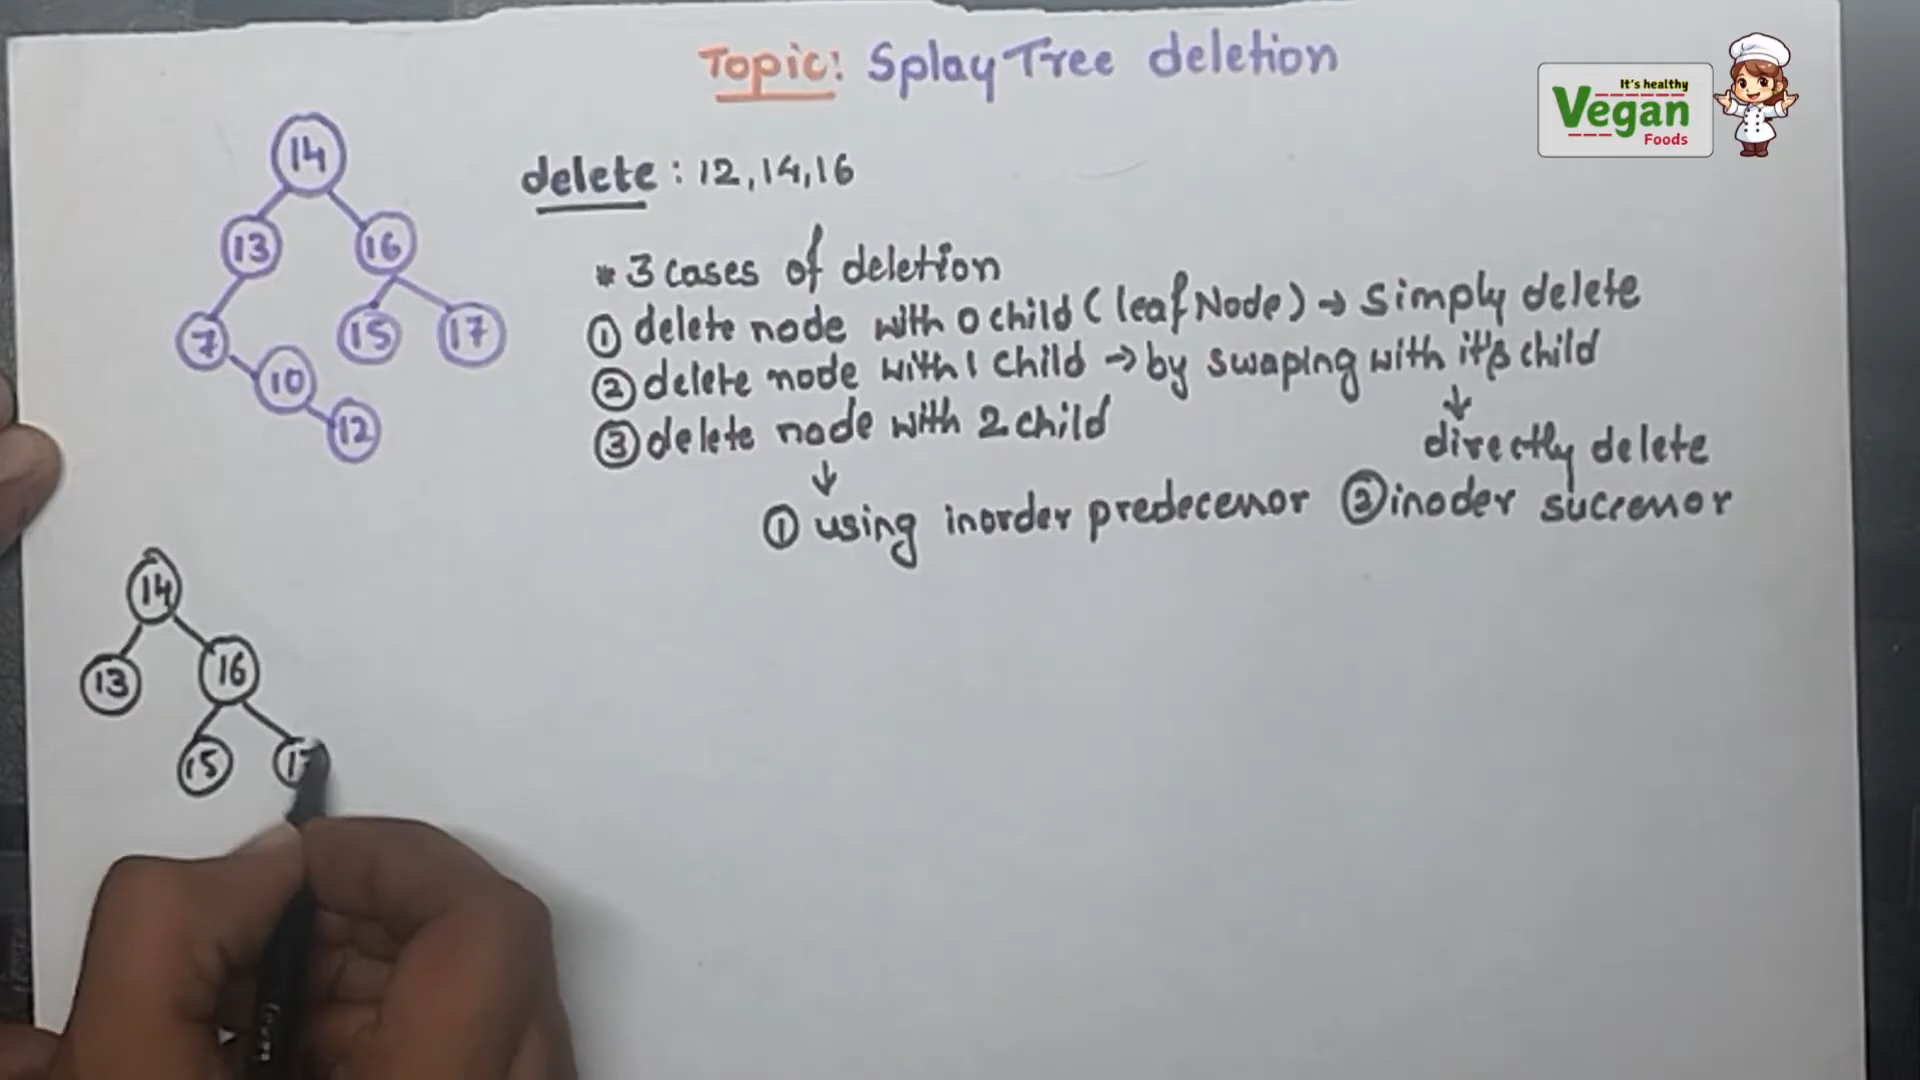 Topic: Splay Tree deletion
It's healthy
Vegan
Foods
delete : 12,14,16
14
13
16
7
15
17
10
12
* 3 cases of deletion
① delete node with 0 child ( leaf Node ) → simply delete
② delete node with 1 child → by swaping with it's child
↓
directly delete
③ delete node with 2 child
↓
① using inorder predecenor ② inoder succenor
14
13
16
15